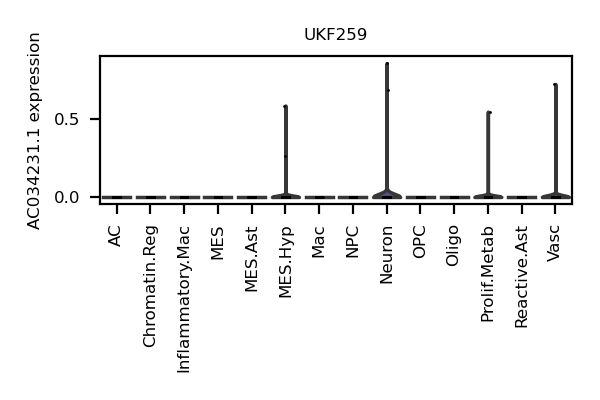 UKF259
AC034231.1 expression
0.5
0.0
AC
Chromatin.Reg
Inflammatory.Mac
MES
MES.Ast
MES.Hyp
Mac
NPC
Neuron
OPC
Oligo
Prolif.Metab
Reactive.Ast
Vasc